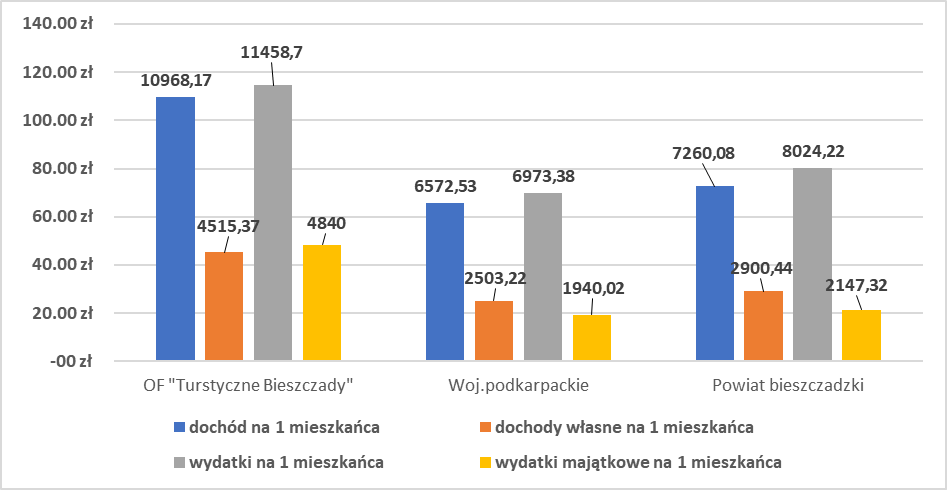 140.00 zł
120.00 zł
100.00 zł
80.00 zł
60.00 zł
40.00 zł
20.00 zł
-00 zł
10968,17
4515,37
11458,7
4840
6572,53
2503,22
6973,38
1940,02
7260,08
2900,44
8024,22
2147,32
OF "Turstyczne Bieszczady"
Woj.podkarpackie
Powiat bieszczadzki
dochód na 1 mieszkańca
dochody własne na 1 mieszkańca
wydatki na 1 mieszkańca
wydatki majątkowe na 1 mieszkańca